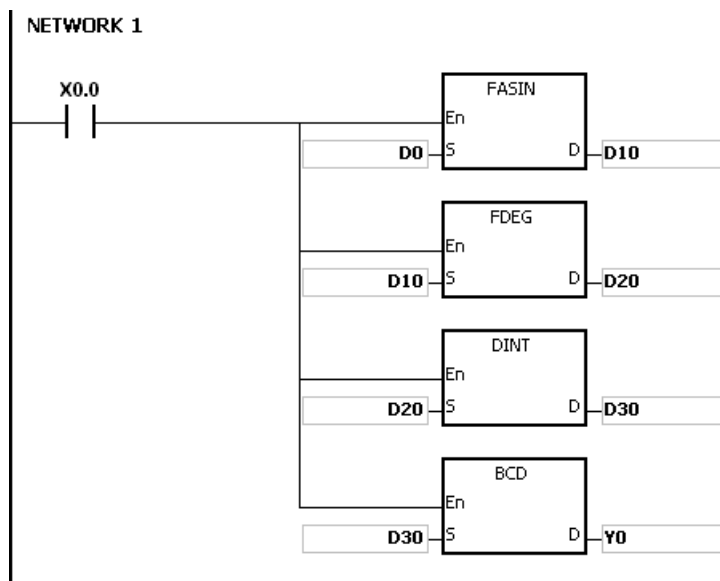 NETWORK 1
X0.0
FASIN
En
D0 S D D10
FDEG
En
D10 S D D20
DINT
En
D20 S D D30
BCD
En
D30 S D Y0